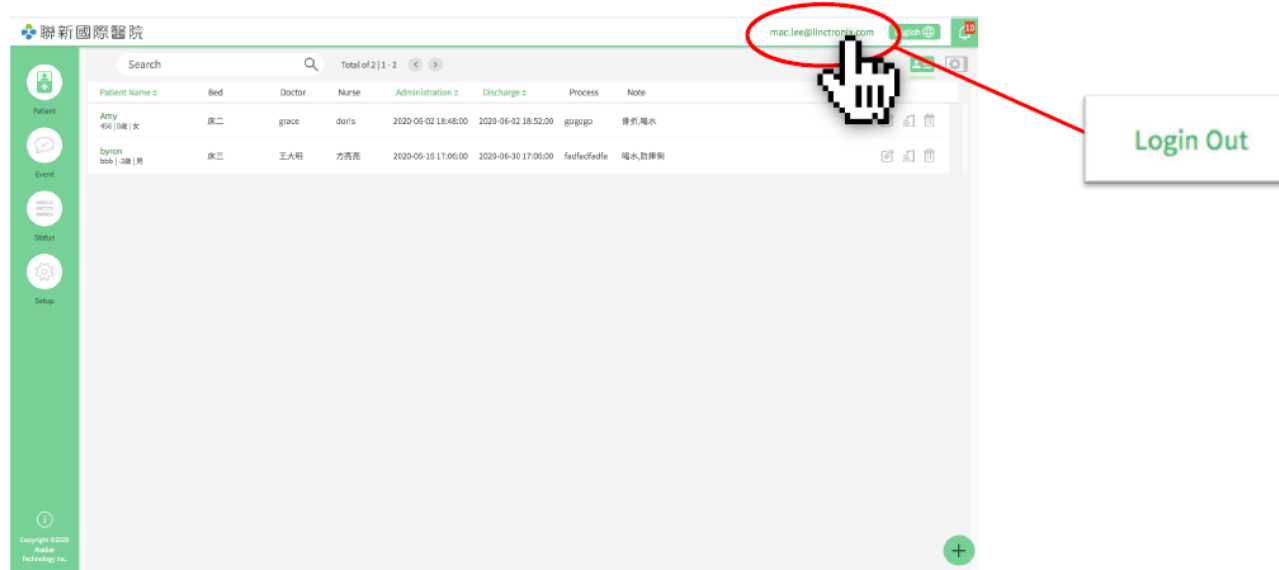 聯新國際醫院
mac.lee@linctronix.com
English
10
Search
Total of 2 | 1 - 2
Patient Name
Bed
Doctor
Nurse
Administration
Discharge
Process
Note
Amy
456 | 0歲 | 女
床二
grace
doris
2020-06-02 18:48:00
2020-06-02 18:52:00
gogogo
骨折,喝水
byron
bbb | -3歲 | 男
床三
王大明
方亮亮
2020-06-16 17:06:00
2020-06-30 17:06:00
fadfadfadfa
喝水,防摔倒
Patient
Event
Status
Setup
Login Out
Copyright ©2020
Technology Inc.